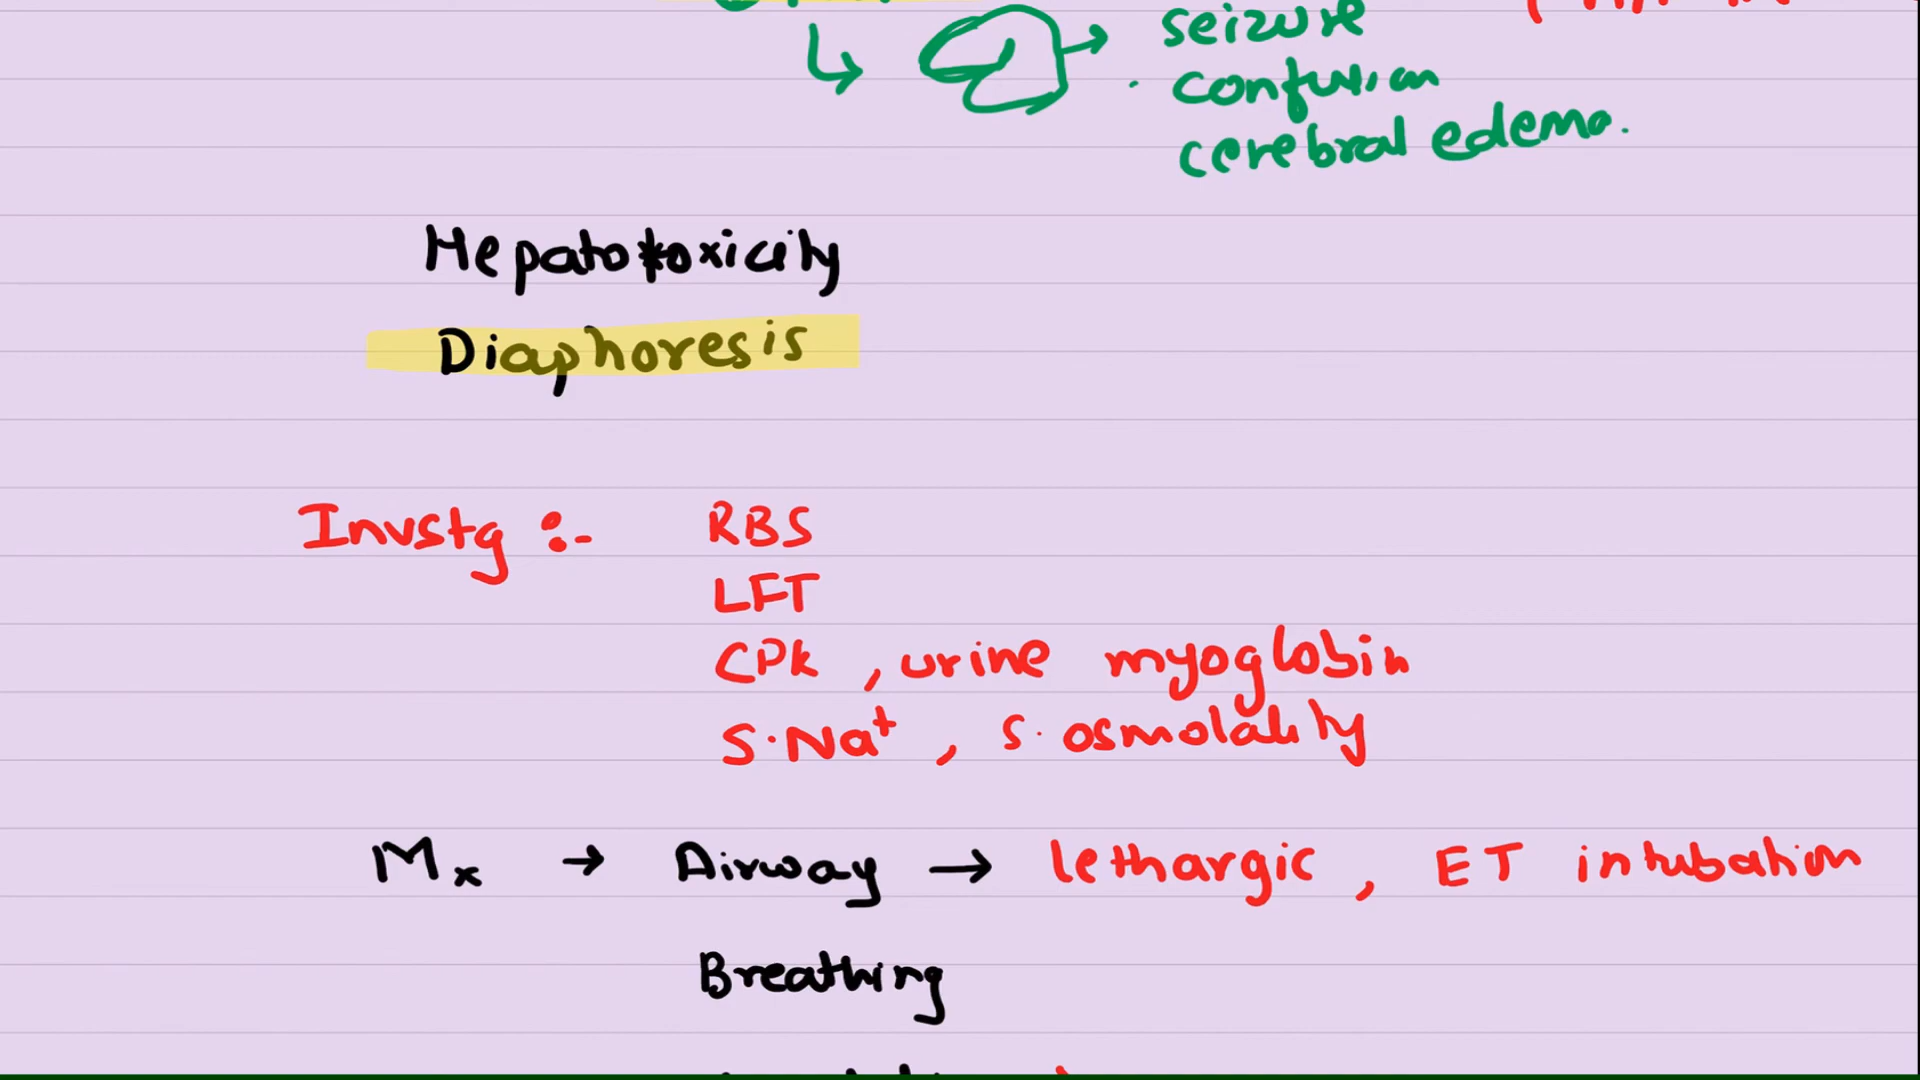 seizure
confusion
cerebral edema.
Hepatotoxicity
Diaphoresis
Invstg :- RBS
LFT
CPK, urine myoglobin
S.Na+, S.osmolality
Mx → Airway → lethargic, ET intubation
Breathing